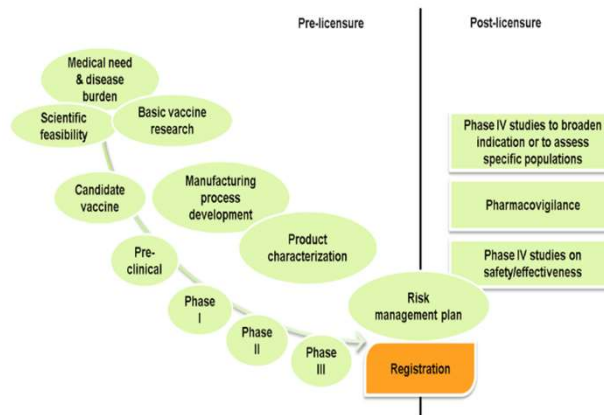 Pre-licensure
Post-licensure
Medical need
& disease
burden
Scientific
feasibility
Basic vaccine
research
Candidate
vaccine
Manufacturing
process
development
Product
characterization
Pre-
clinical
Phase
I
Phase
II
Phase
III
Risk
management plan
Registration
Phase IV studies to broaden
indication or to assess
specific populations
Pharmacovigilance
Phase IV studies on
safety/effectiveness